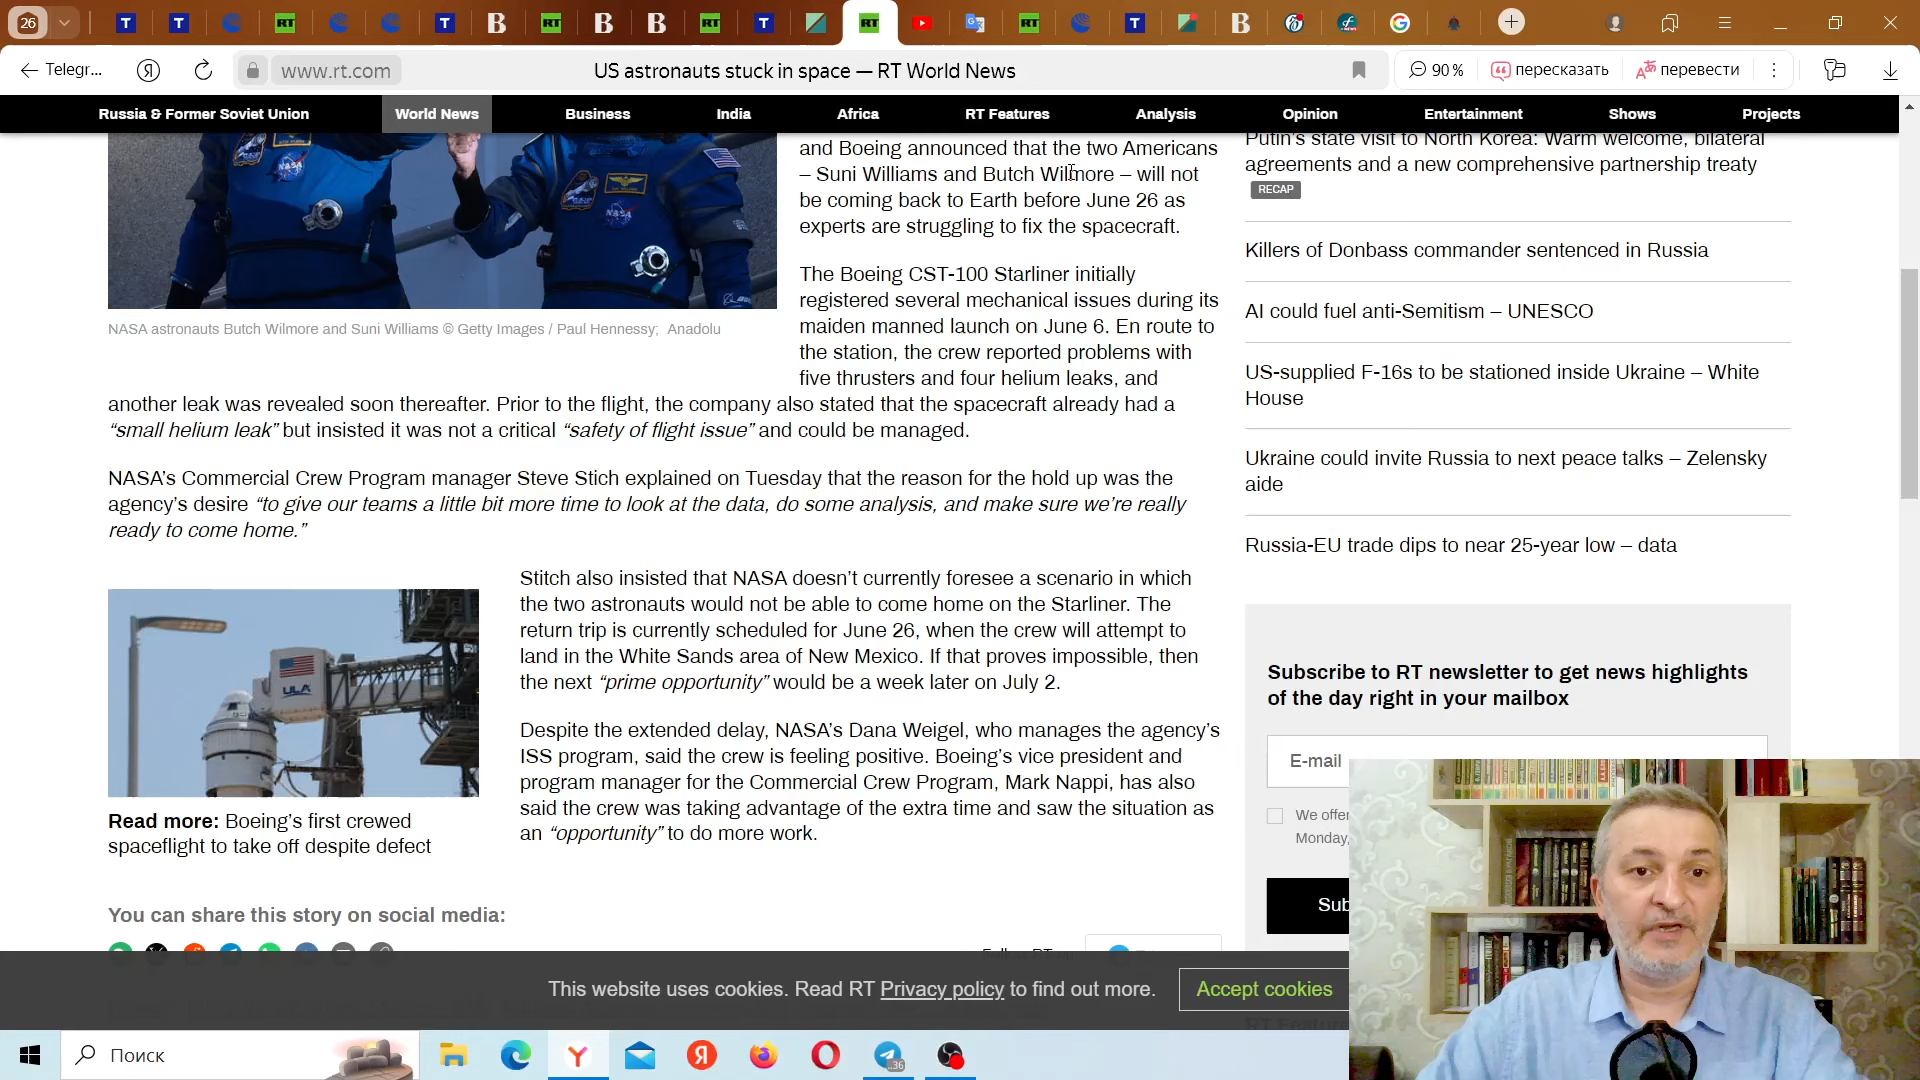 26
Telegr...
www.rt.com
US astronauts stuck in space — RT World News
90 %
пересказать
перевести
Russia & Former Soviet Union
World News
Business
India
Africa
RT Features
Analysis
Opinion
Entertainment
Shows
Projects
and Boeing announced that the two Americans
– Suni Williams and Butch Wilmore – will not
be coming back to Earth before June 26 as
experts are struggling to fix the spacecraft.
The Boeing CST-100 Starliner initially
registered several mechanical issues during its
maiden manned launch on June 6. En route to
the station, the crew reported problems with
five thrusters and four helium leaks, and
another leak was revealed soon thereafter. Prior to the flight, the company also stated that the spacecraft already had a
“small helium leak” but insisted it was not a critical “safety of flight issue” and could be managed.
NASA astronauts Butch Wilmore and Suni Williams © Getty Images / Paul Hennessy; Anadolu
NASA’s Commercial Crew Program manager Steve Stich explained on Tuesday that the reason for the hold up was the
agency’s desire “to give our teams a little bit more time to look at the data, do some analysis, and make sure we’re really
ready to come home.”
Stitch also insisted that NASA doesn’t currently foresee a scenario in which
the two astronauts would not be able to come home on the Starliner. The
return trip is currently scheduled for June 26, when the crew will attempt to
land in the White Sands area of New Mexico. If that proves impossible, then
the next “prime opportunity” would be a week later on July 2.
Despite the extended delay, NASA’s Dana Weigel, who manages the agency’s
ISS program, said the crew is feeling positive. Boeing’s vice president and
program manager for the Commercial Crew Program, Mark Nappi, has also
said the crew was taking advantage of the extra time and saw the situation as
an “opportunity” to do more work.
ULA
Read more: Boeing’s first crewed
spaceflight to take off despite defect
You can share this story on social media:
Putin’s state visit to North Korea: Warm welcome, bilateral
agreements and a new comprehensive partnership treaty
RECAP
Killers of Donbass commander sentenced in Russia
AI could fuel anti-Semitism – UNESCO
US-supplied F-16s to be stationed inside Ukraine – White
House
Ukraine could invite Russia to next peace talks – Zelensky
aide
Russia-EU trade dips to near 25-year low – data
Subscribe to RT newsletter to get news highlights
of the day right in your mailbox
E-mail
We offer
Monday,
Sub
This website uses cookies. Read RT Privacy policy to find out more.
Accept cookies
Поиск